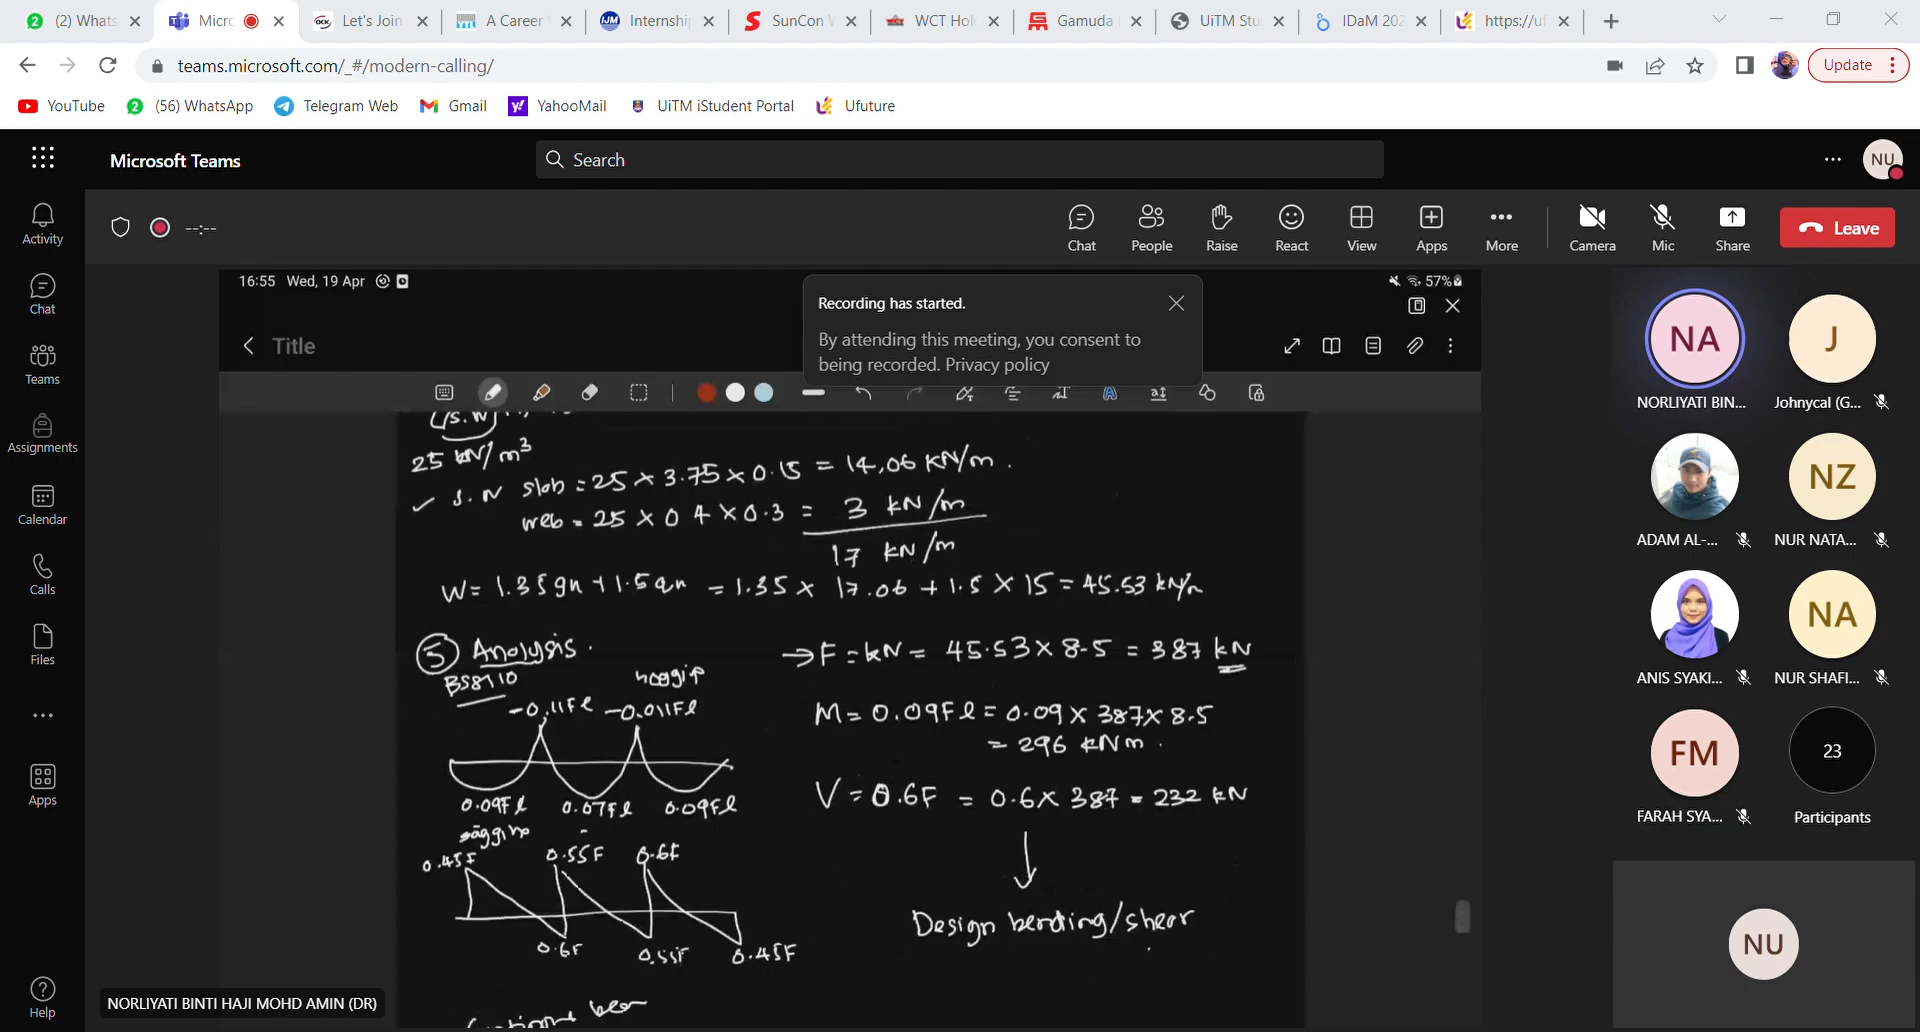 (2) Whats
Micro
Let's Join
A Career
Internship
SunCon W
WCT Hol
Gamuda
UiTM Stu
IDaM 202
https://uf
teams.microsoft.com/_#/modern-calling/
Update
YouTube
(56) WhatsApp
Telegram Web
Gmail
YahooMail
UiTM iStudent Portal
Ufuture
Microsoft Teams
Search
NU
Activity
Chat
Teams
Assignments
Calendar
Calls
Files
Apps
Help
--:--
Chat
People
Raise
React
View
Apps
More
Camera
Mic
Share
Leave
16:55 Wed, 19 Apr
57%
Recording has started.
By attending this meeting, you consent to
being recorded. Privacy policy
Title
(s.w)
25 kN/m³
✓ s.w slab = 25 × 3.75 × 0.15 = 14,06 kN/m.
web = 25 × 0.4 × 0.3 = 3 kN/m
17 kN/m
W = 1.35gn + 1.5qn = 1.35 × 17.06 + 1.5 × 15 = 45.53 kN/m
5 Analysis.
BS8110
→ F = kN = 45.53 × 8.5 = 387 kN
-0.11Fl -0.011Fl
M = 0.09Fl = 0.09 × 387 × 8.5
= 296 kNm.
0.09Fl 0.07Fl 0.09Fl
V = 0.6F = 0.6 × 387 = 232 kN
0.45F 0.55F 0.6F
0.6F 0.55F 0.45F
Design bending/shear
NORLIYATI BINTI HAJI MOHD AMIN (DR)
NA
NORLIYATI BIN...
J
Johnycal (G...
ADAM AL-...
NZ
NUR NATA...
ANIS SYAKI...
NA
NUR SHAFI...
FM
FARAH SYA...
23
Participants
NU